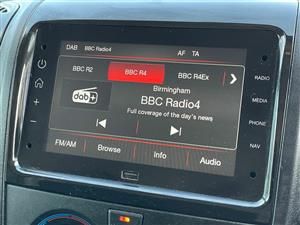 DAB BBC Radio4 AF TA
BBC R2 BBC R4 BBC R4Ex
RADIO
MEDIA
PHONE
NAV
Birmingham
dab+
BBC Radio4
Full coverage of the day's news
FM/AM Browse Info Audio